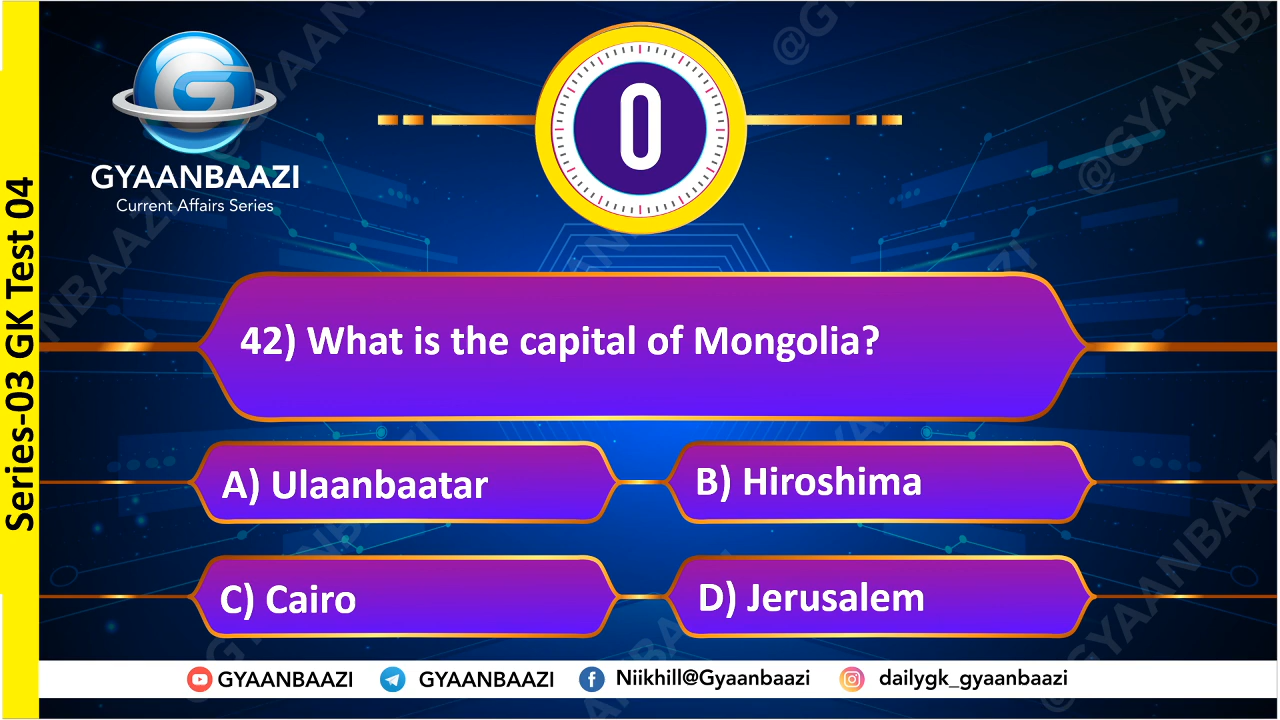 Series-03 GK Test 04
G
GYAANBAAZI
Current Affairs Series
0
42) What is the capital of Mongolia?
A) Ulaanbaatar
B) Hiroshima
C) Cairo
D) Jerusalem
GYAANBAAZI GYAANBAAZI Niikhill@Gyaanbaazi dailygk_gyaanbaazi
@GYAANBAAZI